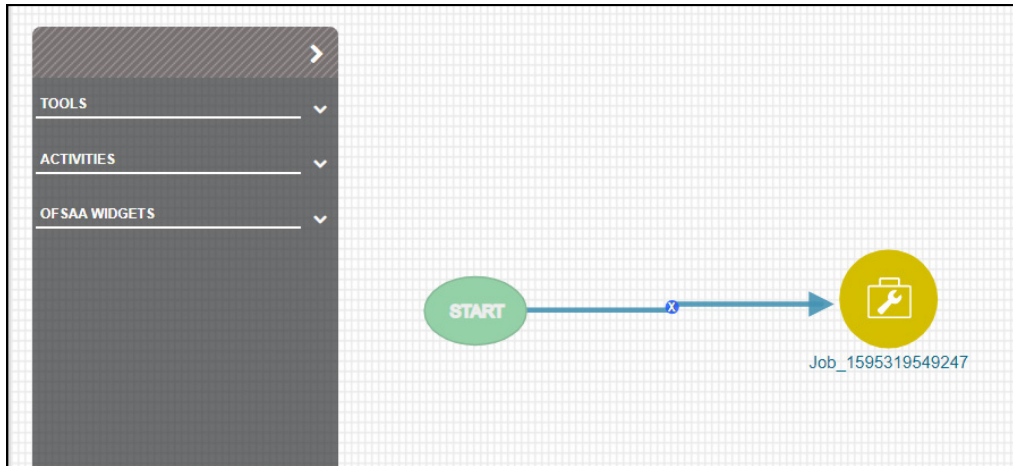 TOOLS
ACTIVITIES
OFSAA WIDGETS
START
X
Job_1595319549247